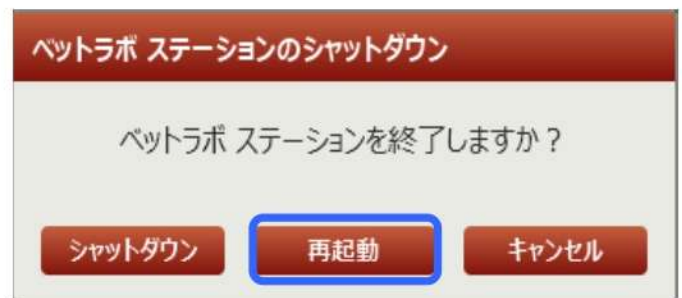 ベットラボ ステーションのシャットダウン
ベットラボ ステーションを終了しますか？
シャットダウン 再起動 キャンセル